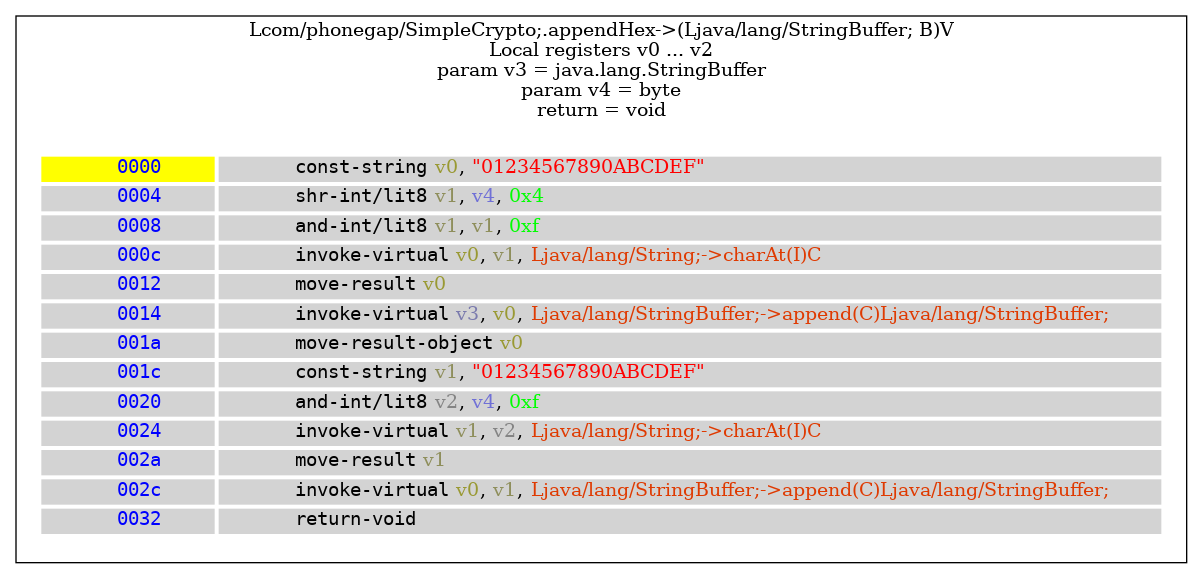 Lcom/phonegap/SimpleCrypto;.appendHex->(Ljava/lang/StringBuffer; B)V
Local registers v0 ... v2
param v3 = java.lang.StringBuffer
param v4 = byte
return = void
0000 const-string v0, "01234567890ABCDEF"
0004 shr-int/lit8 v1, v4, 0x4
0008 and-int/lit8 v1, v1, 0xf
000c invoke-virtual v0, v1, Ljava/lang/String;->charAt(I)C
0012 move-result v0
0014 invoke-virtual v3, v0, Ljava/lang/StringBuffer;->append(C)Ljava/lang/StringBuffer;
001a move-result-object v0
001c const-string v1, "01234567890ABCDEF"
0020 and-int/lit8 v2, v4, 0xf
0024 invoke-virtual v1, v2, Ljava/lang/String;->charAt(I)C
002a move-result v1
002c invoke-virtual v0, v1, Ljava/lang/StringBuffer;->append(C)Ljava/lang/StringBuffer;
0032 return-void